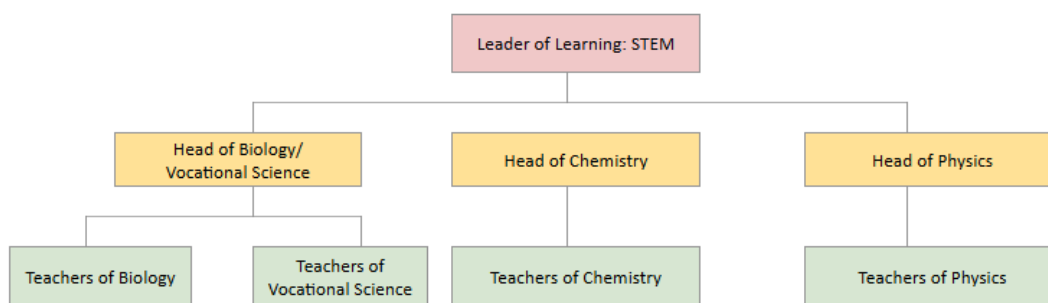 Leader of Learning: STEM
Head of Biology/
Vocational Science
Head of Chemistry
Head of Physics
Teachers of Biology
Teachers of
Vocational Science
Teachers of Chemistry
Teachers of Physics